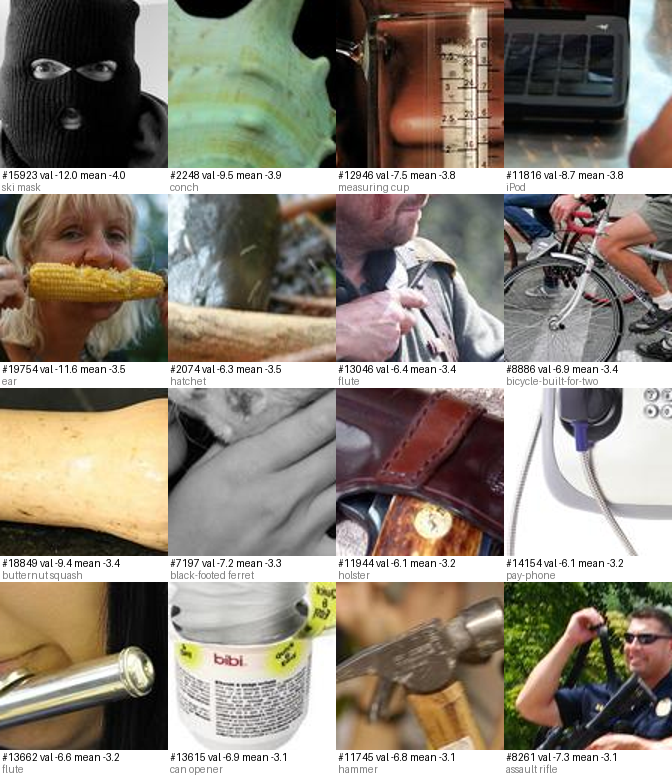 #15923 val -12.0 mean -4.0
ski mask
#2248 val -9.5 mean -3.9
conch
#12946 val -7.5 mean -3.8
measuring cup
#11816 val -8.7 mean -3.8
iPod
#19754 val -11.6 mean -3.5
ear
#2074 val -6.3 mean -3.5
hatchet
#13046 val -6.4 mean -3.4
flute
#8886 val -6.9 mean -3.4
bicycle-built-for-two
#18849 val -9.4 mean -3.4
butternut squash
#7197 val -7.2 mean -3.3
black-footed ferret
#11944 val -6.1 mean -3.2
holster
#14154 val -6.1 mean -3.2
pay-phone
bibi
#13662 val -6.6 mean -3.2
flute
#13615 val -6.9 mean -3.1
can opener
#11745 val -6.8 mean -3.1
hammer
#8261 val -7.3 mean -3.1
assault rifle